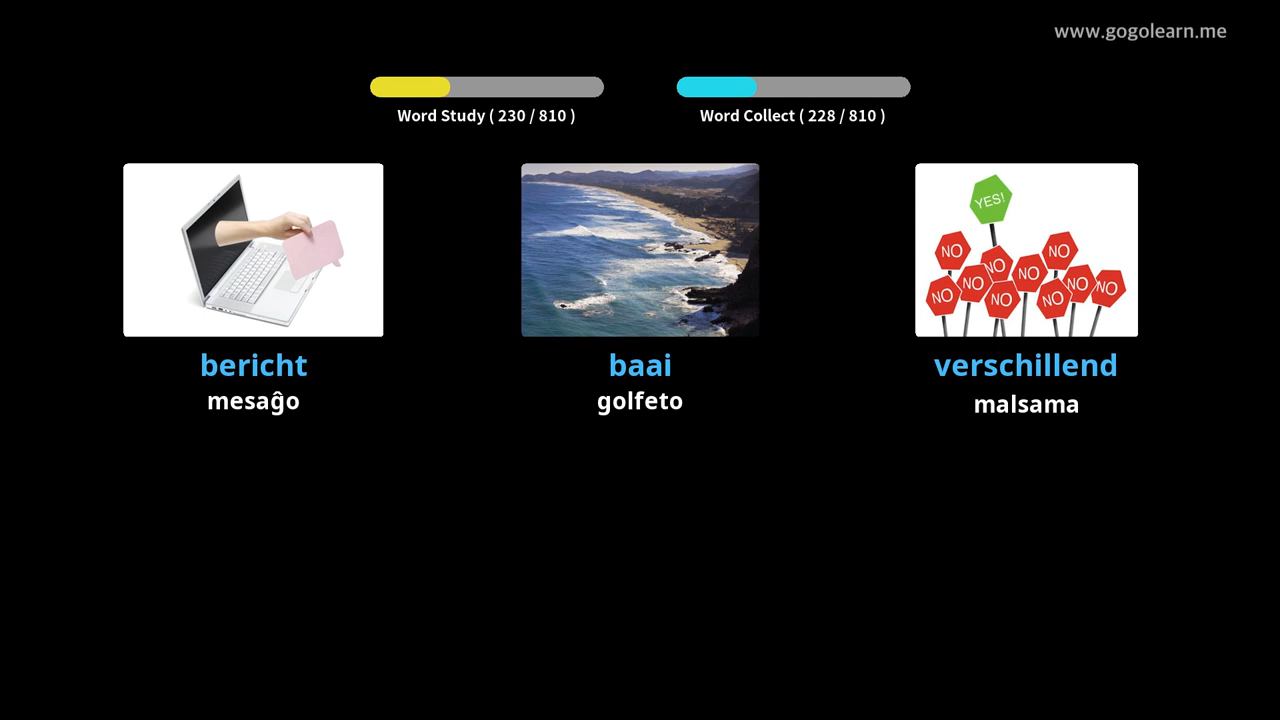 www.gogolearn.me
Word Study ( 230 / 810 )
Word Collect ( 228 / 810 )
YES!
NO
NO
NO
NO
NO
NO
NO
NO
NO
NO
bericht
mesaĝo
baai
golfeto
verschillend
malsama